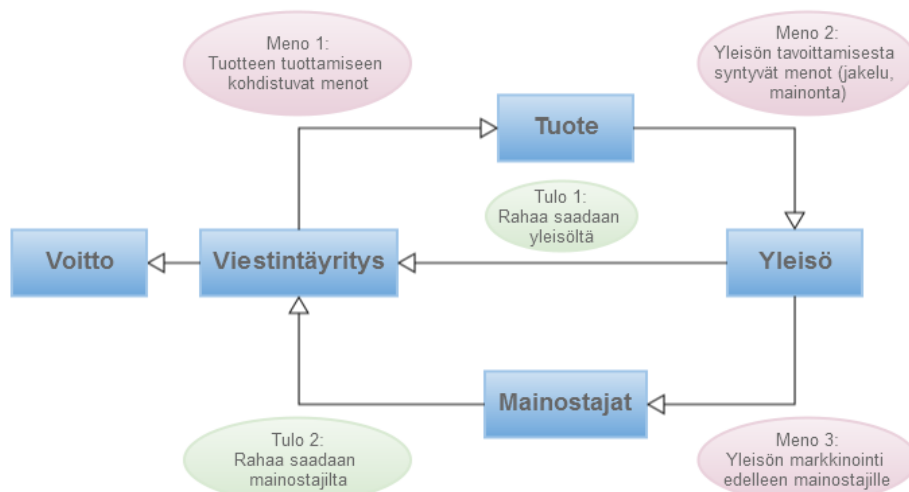 Meno 1:
Tuotteen tuottamiseen
kohdistuvat menot
Meno 2:
Yleisön tavoittamisesta
syntyvät menot (jakelu,
mainonta)
Tuote
Tulo 1:
Rahaa saadaan
yleisöltä
Voitto
Viestintäyritys
Yleisö
Mainostajat
Tulo 2:
Rahaa saadaan
mainostajilta
Meno 3:
Yleisön markkinointi
edelleen mainostajille